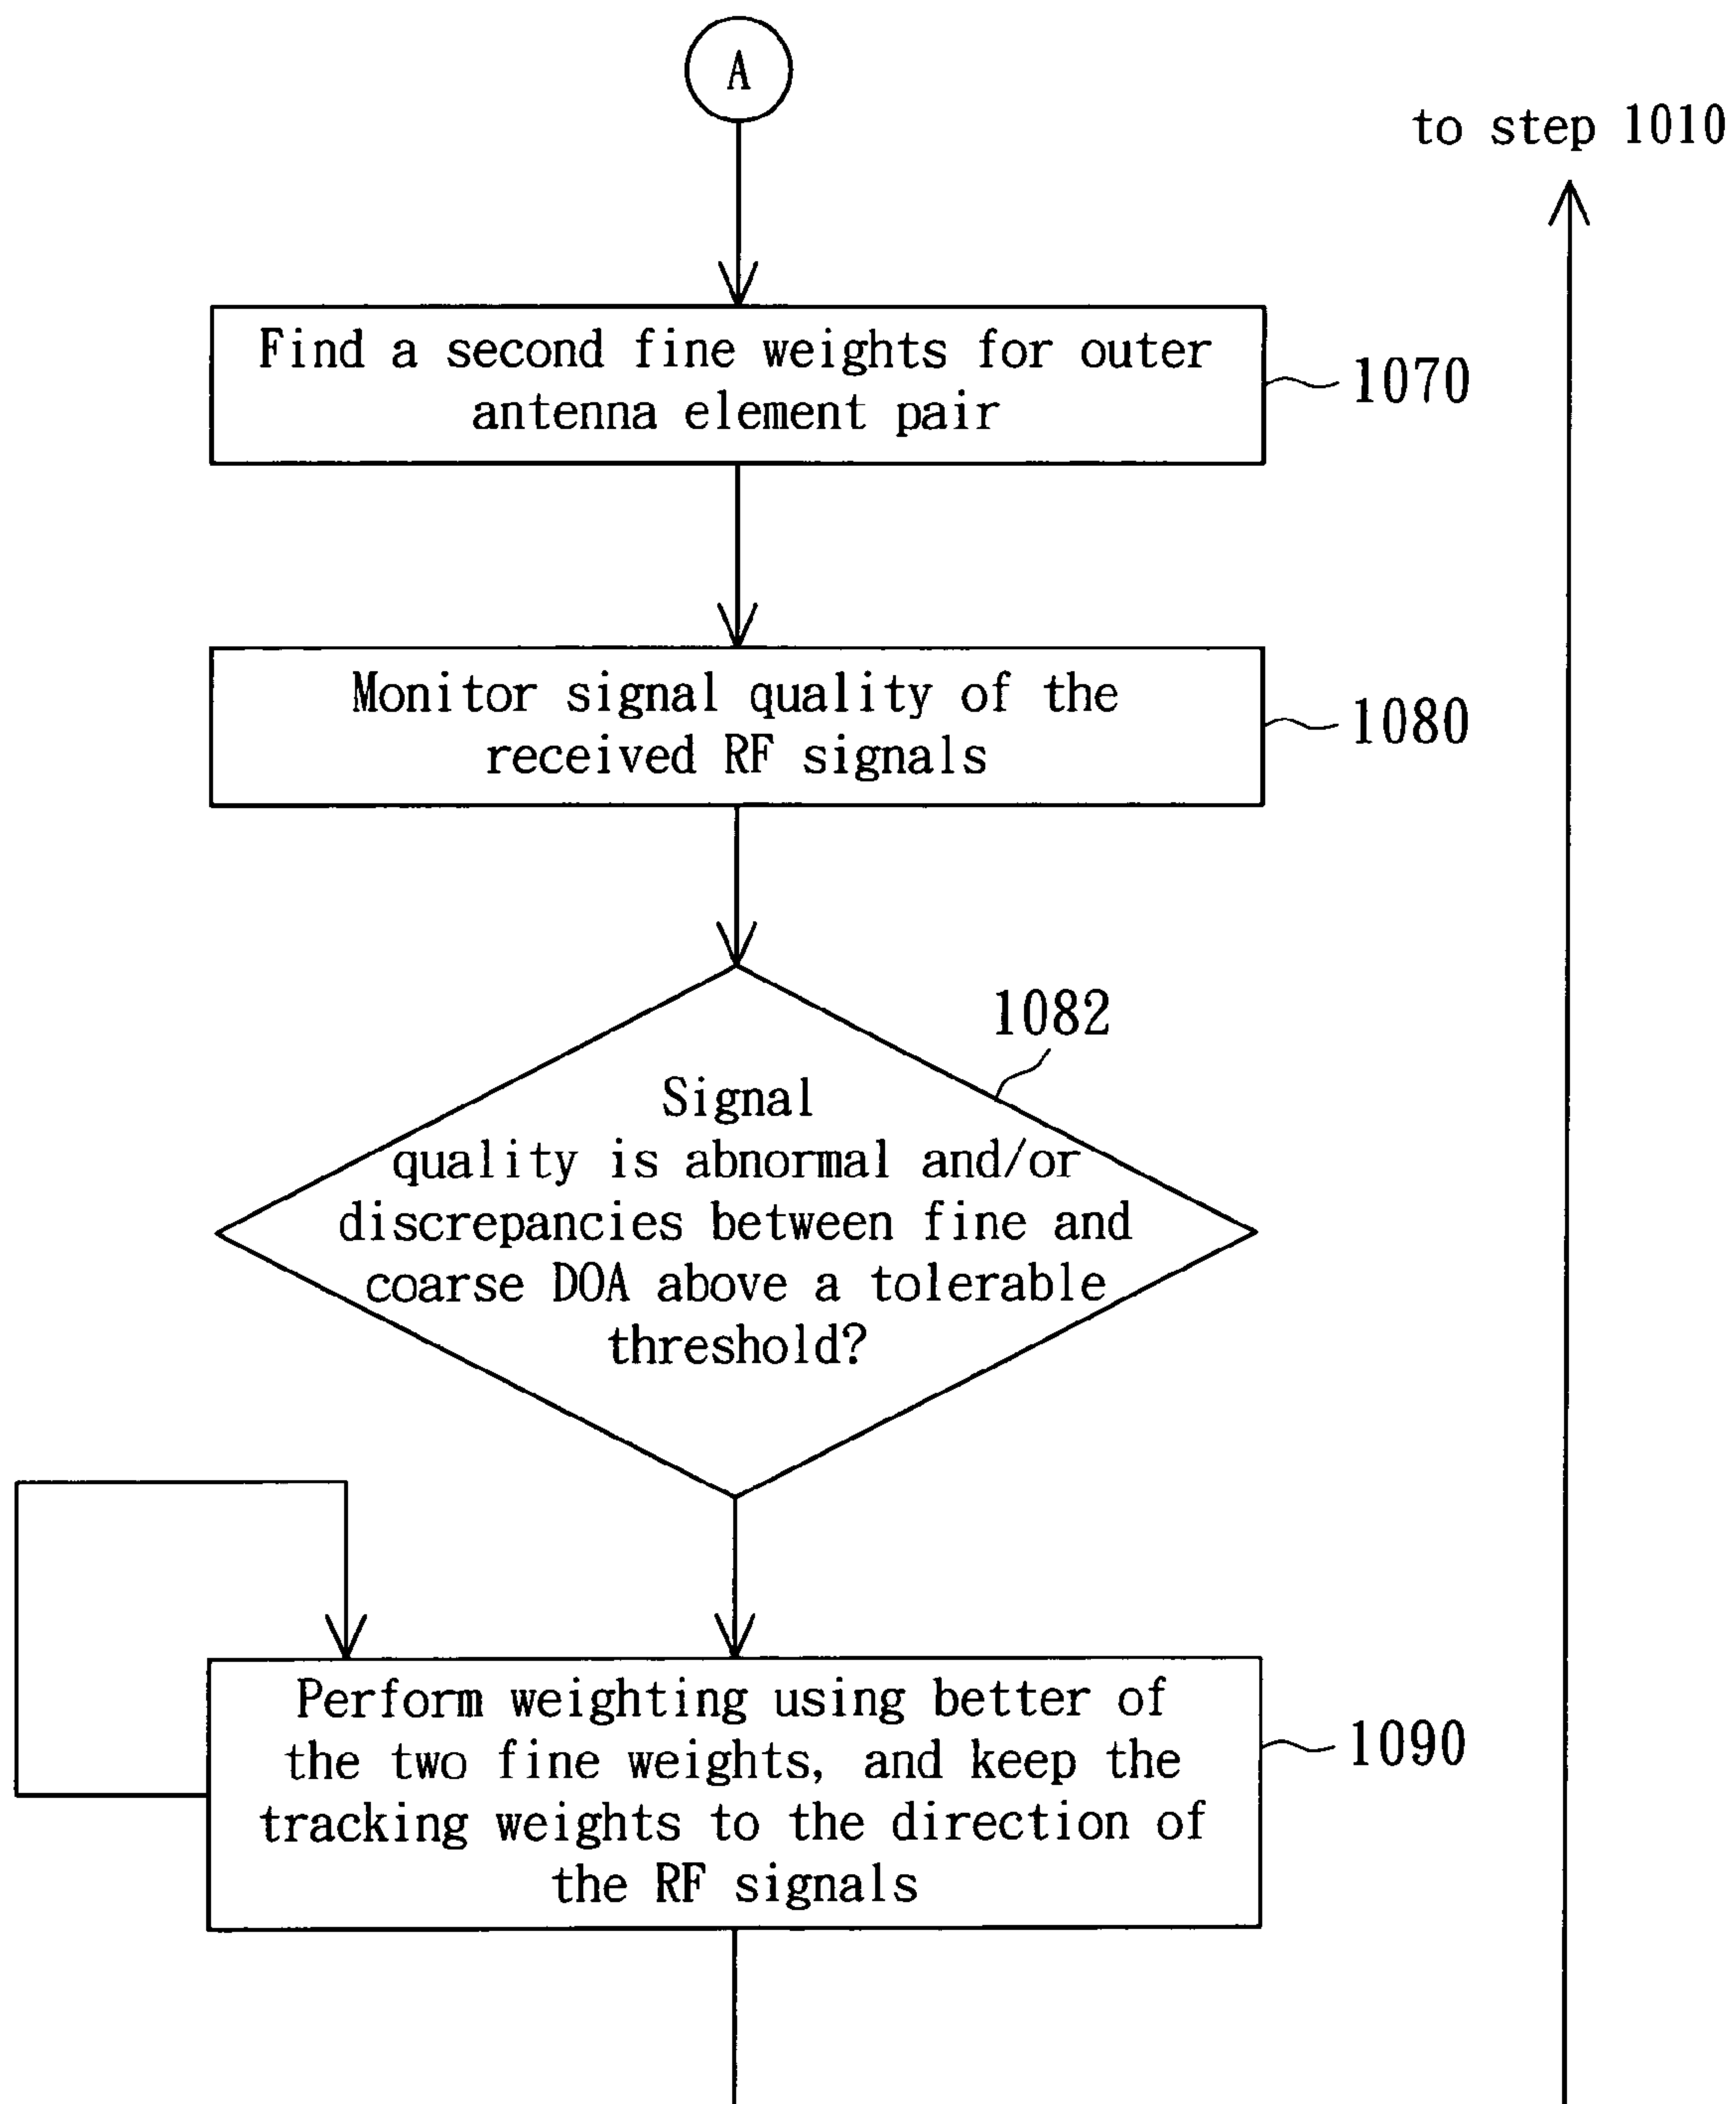 A
to step 1010
Find a second fine weights for outer
antenna element pair
1070
Monitor signal quality of the
received RF signals
1080
1082
Signal
quality is abnormal and/or
discrepancies between fine and
coarse DOA above a tolerable
threshold?
Perform weighting using better of
the two fine weights, and keep the
tracking weights to the direction of
the RF signals
1090